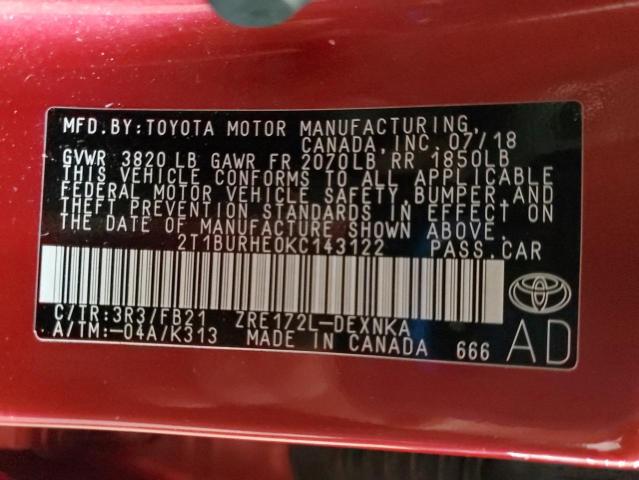 MFD.BY:TOYOTA MOTOR MANUFACTURING,
CANADA,INC.07/18
GVWR 3820LB GAWR FR 2070LB RR 1850LB
THIS VEHICLE CONFORMS TO ALL APPLICABLE
FEDERAL MOTOR VEHICLE SAFETY,BUMPER,AND
THEFT PREVENTION STANDARDS IN EFFECT ON
THE DATE OF MANUFACTURE SHOWN ABOVE.
2T1BURHE0KC143122 PASS.CAR
C/TR:3R3/FB21 ZRE172L-DEXNKA
A/TM:-04A/K313 MADE IN CANADA 666 AD